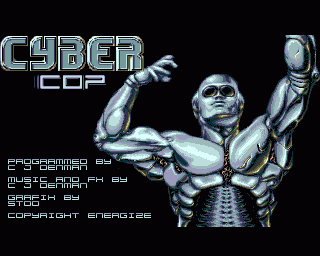 CYBER
COP
PROGRAMMED BY
C J DENMAN
MUSIC AND FX BY
C J DENMAN
GRAFIX BY
STOO
COPYRIGHT ENERGIZE